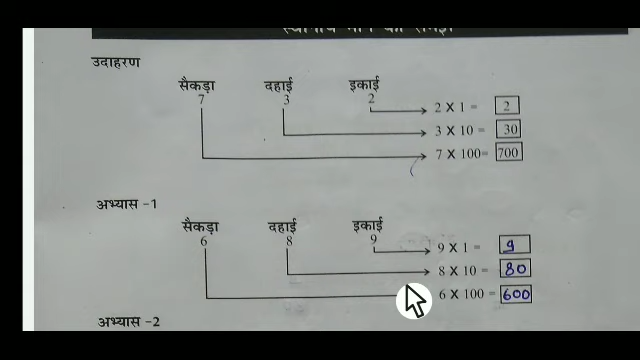 उदाहरण
सैकड़ा दहाई इकाई
7 3 2
2 X 1 = 2
3 X 10 = 30
7 X 100= 700
अभ्यास -1
सैकड़ा दहाई इकाई
6 8 9
9 X 1 = 9
8 X 10 = 80
6 X 100 = 600
अभ्यास -2